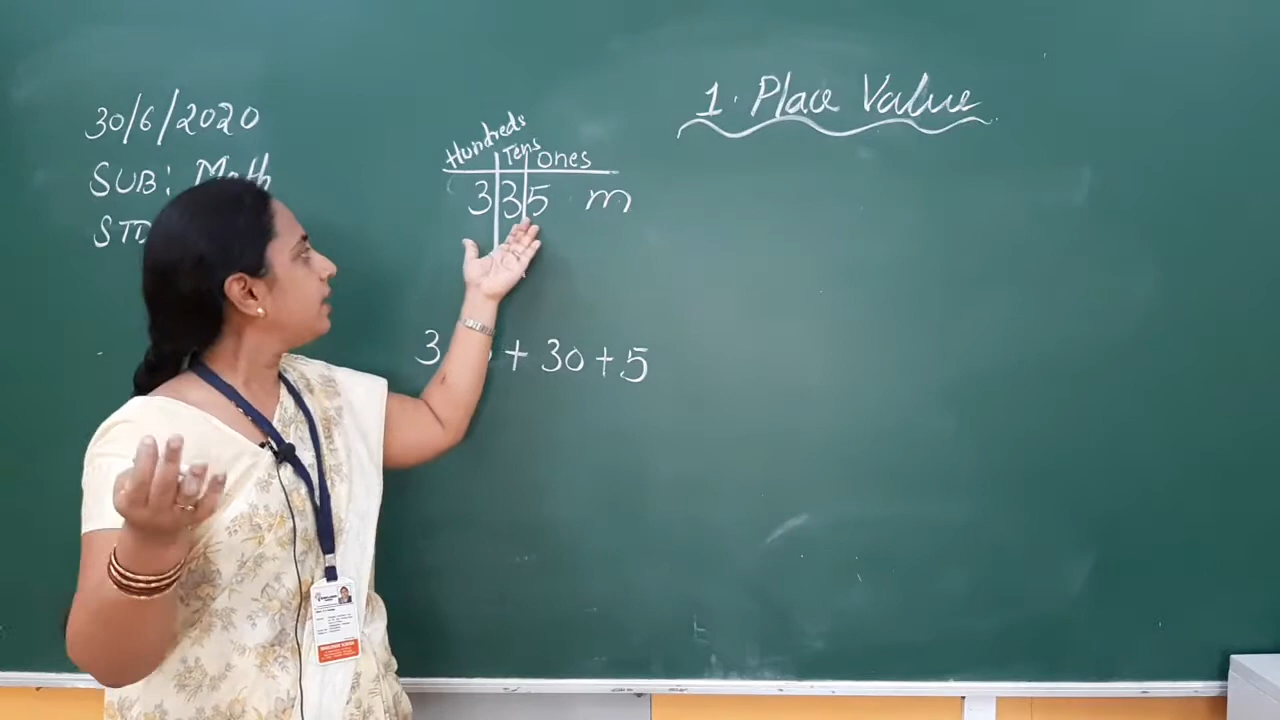 30/6/2020
SUB: Math
STD
1. Place Value
Hundreds Tens Ones
3 3 5 m
3 + 30 + 5